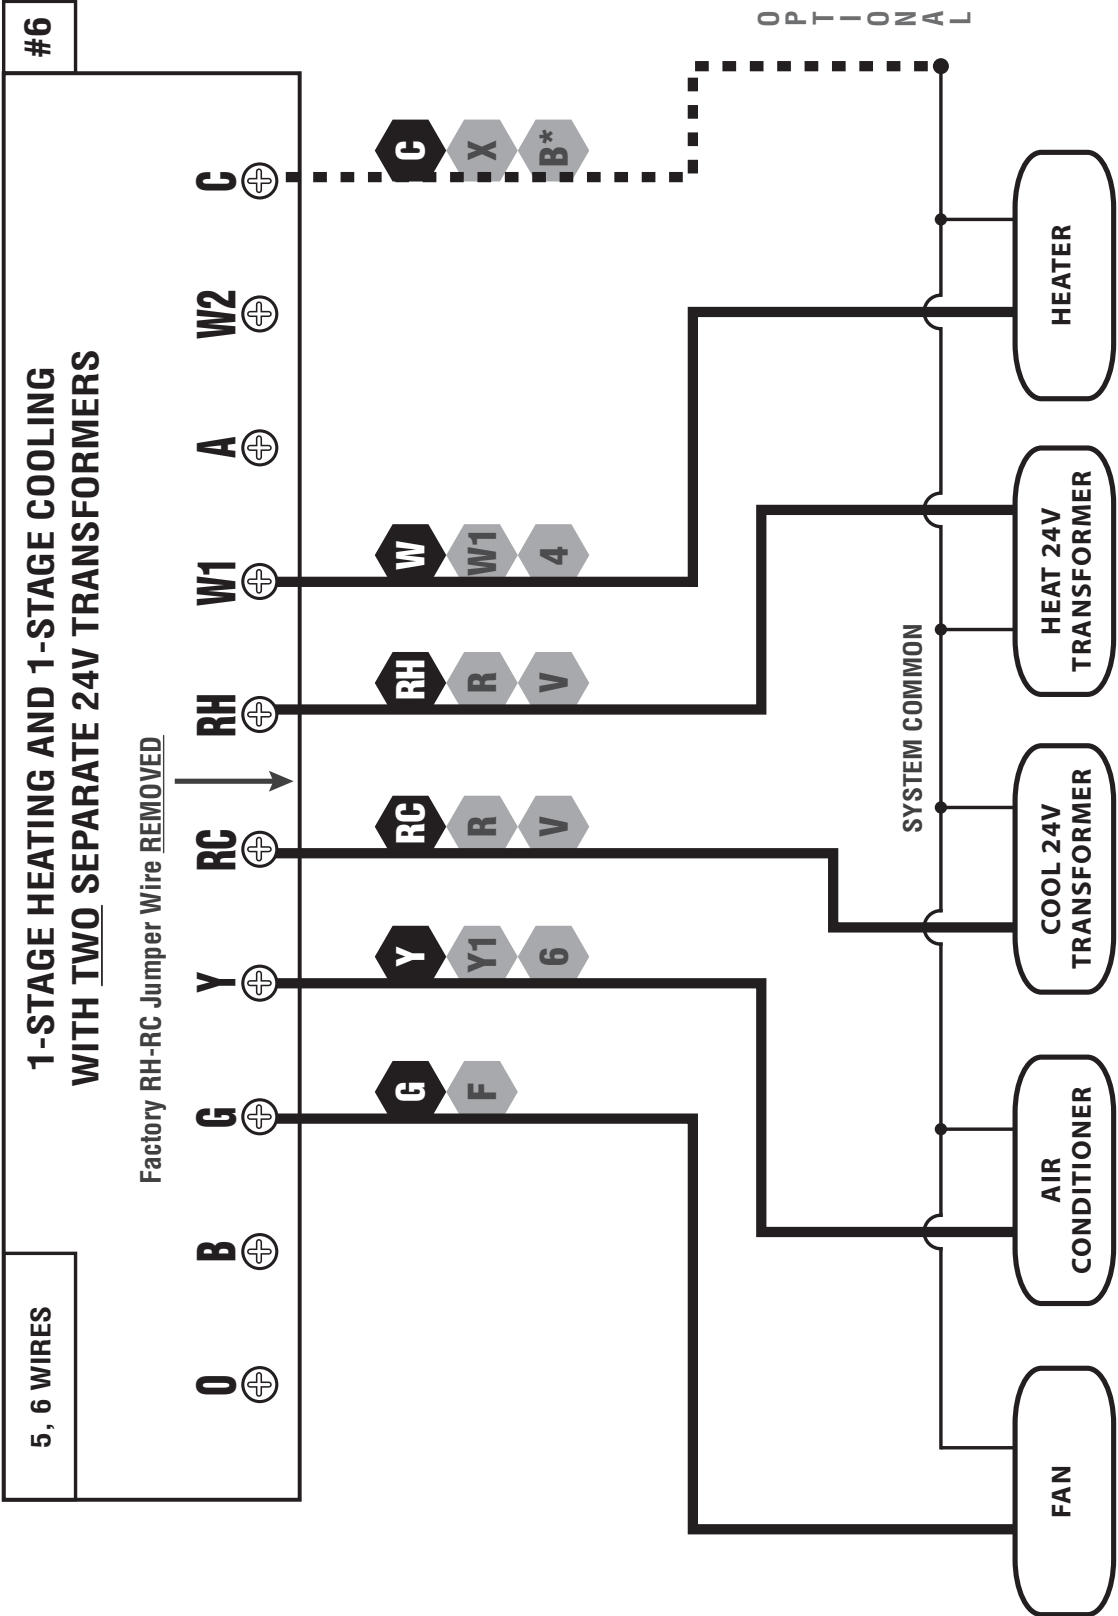 5, 6 WIRES
#6
1-STAGE HEATING AND 1-STAGE COOLING
WITH TWO SEPARATE 24V TRANSFORMERS
Factory RH-RC Jumper Wire REMOVED
O B G Y RC RH W1 A W2 C
G Y RC RH W C
F Y1 R R W1 X
6 V V 4 B*
OPTIONAL
SYSTEM COMMON
FAN
AIR
CONDITIONER
COOL 24V
TRANSFORMER
HEAT 24V
TRANSFORMER
HEATER